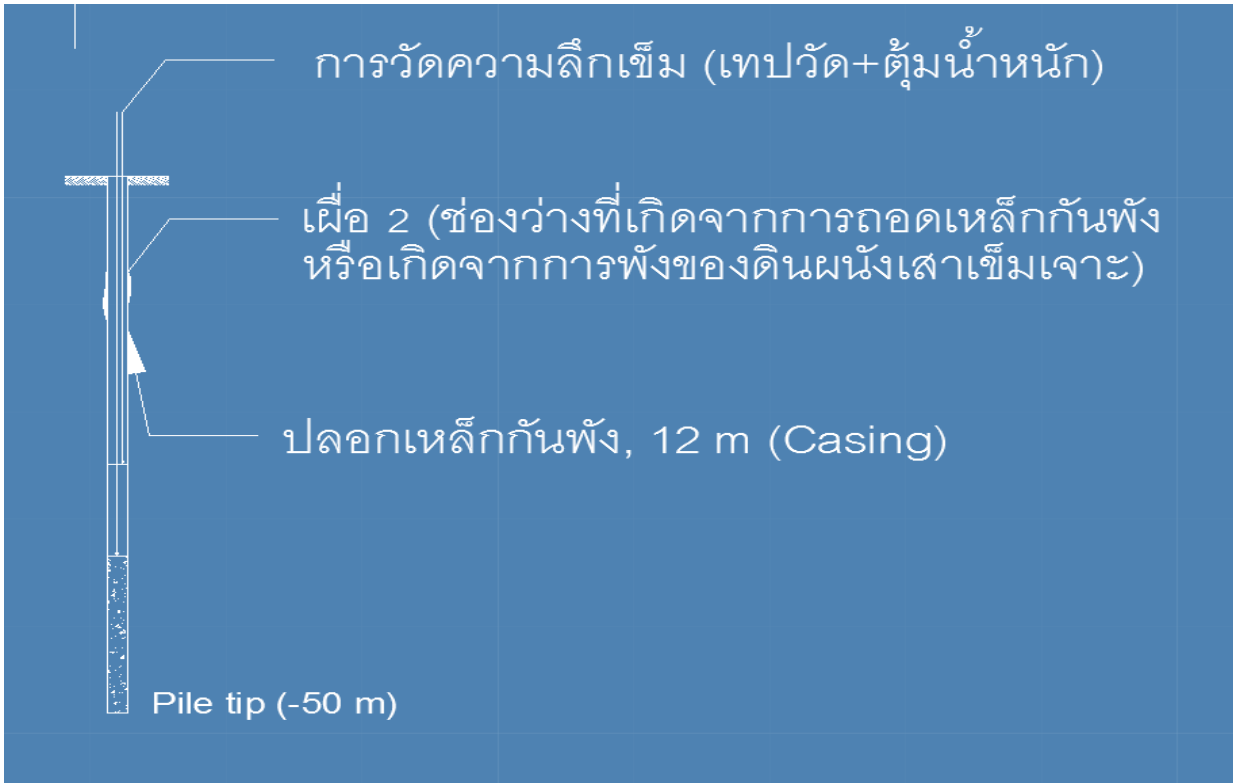 การวัดความลึกเข็ม (เทปวัด+ตุ้มน้ำหนัก)
เผื่อ 2 (ช่องว่างที่เกิดจากการถอดเหล็กกันพัง
หรือเกิดจากการพังของดินผนังเสาเข็มเจาะ)
ปลอกเหล็กกันพัง, 12 m (Casing)
Pile tip (-50 m)